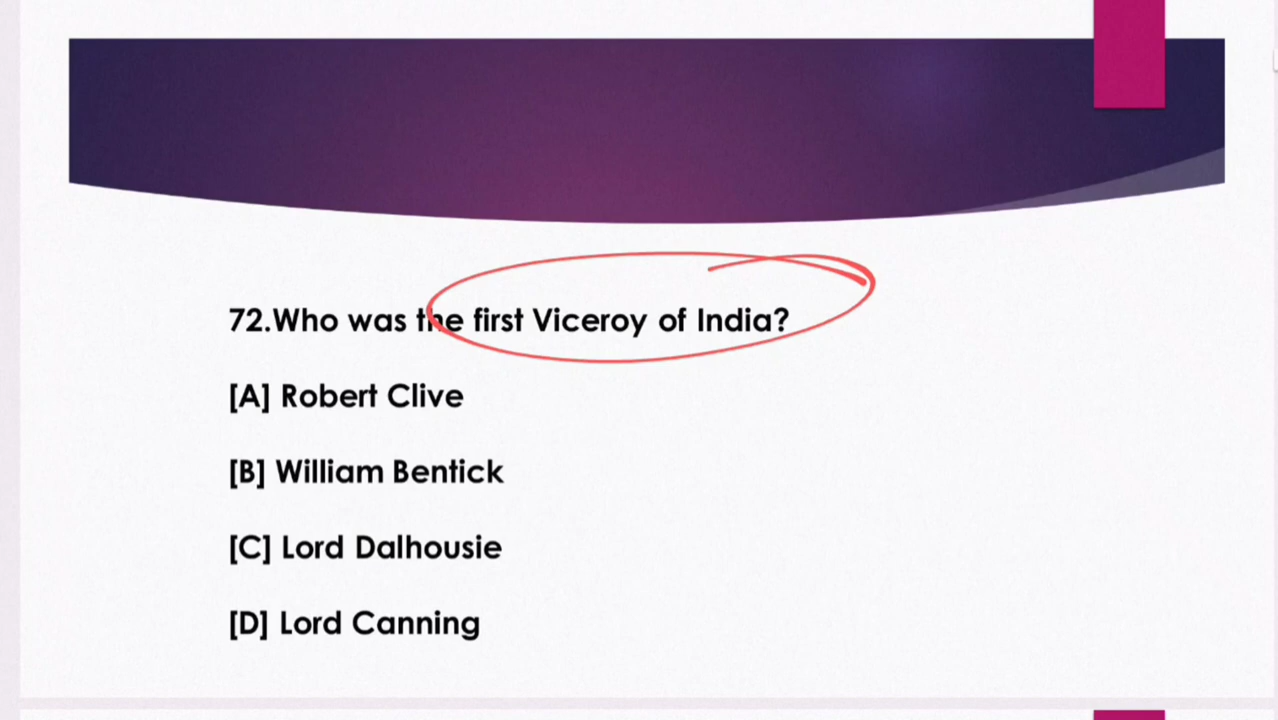 72.Who was the first Viceroy of India?
[A] Robert Clive
[B] William Bentick
[C] Lord Dalhousie
[D] Lord Canning